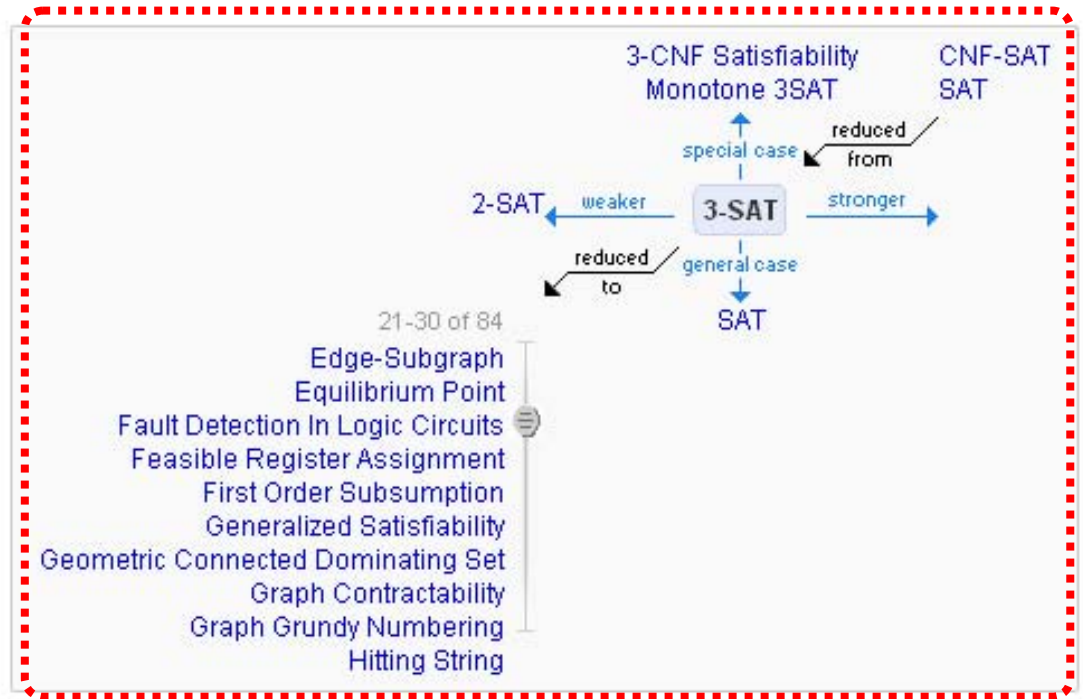 3-CNF Satisfiability
Monotone 3SAT
CNF-SAT
SAT
reduced
from
special case
2-SAT
weaker
3-SAT
stronger
reduced
to
general case
SAT
21-30 of 84
Edge-Subgraph
Equilibrium Point
Fault Detection In Logic Circuits
Feasible Register Assignment
First Order Subsumption
Generalized Satisfiability
Geometric Connected Dominating Set
Graph Contractability
Graph Grundy Numbering
Hitting String